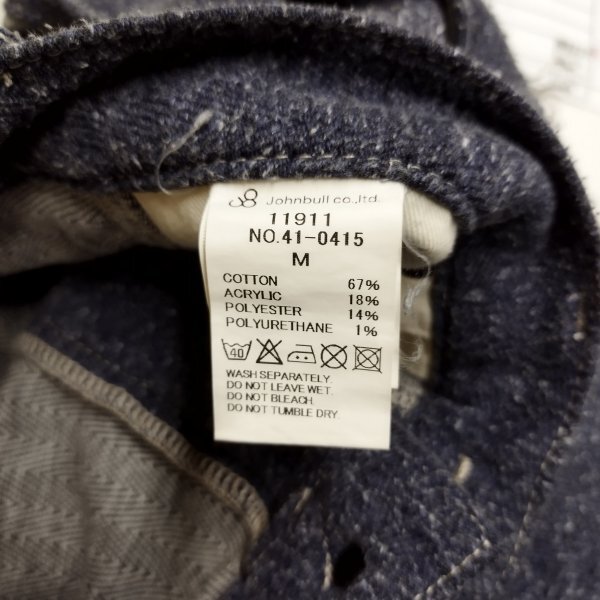 Johnbull co.,ltd.
11911
NO.41-0415
M
COTTON 67%
ACRYLIC 18%
POLYESTER 14%
POLYURETHANE 1%
40
WASH SEPARATELY.
DO NOT LEAVE WET.
DO NOT BLEACH.
DO NOT TUMBLE DRY.